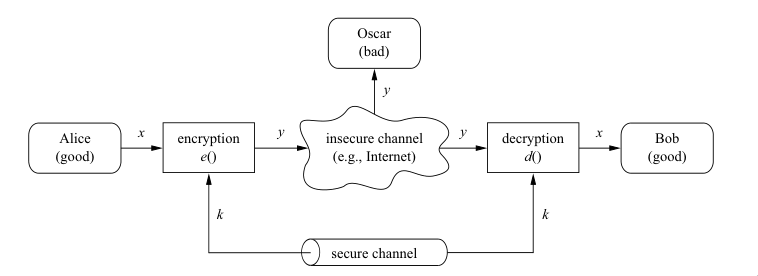 Oscar
(bad)
y
Alice
(good)
x
encryption
e()
y
insecure channel
(e.g., Internet)
y
decryption
d()
x
Bob
(good)
k
k
secure channel